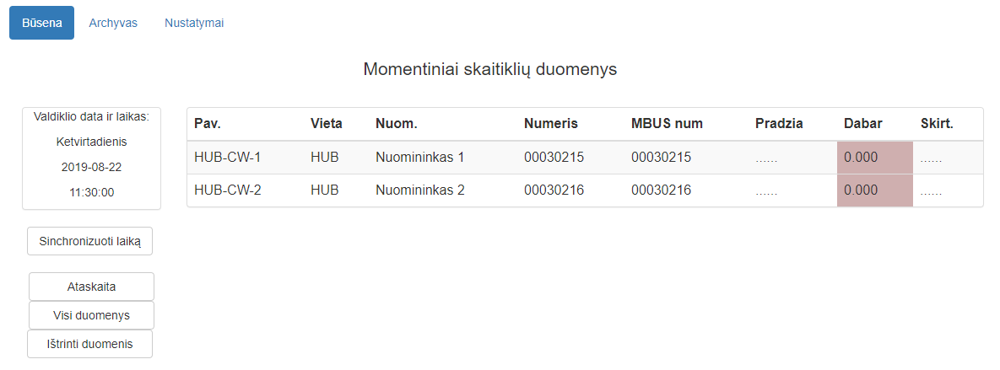 Būsena Archyvas Nustatymai
Momentiniai skaitiklių duomenys
Valdiklio data ir laikas:
Ketvirtadienis
2019-08-22
11:30:00
Sinchronizuoti laiką
Ataskaita
Visi duomenys
Ištrinti duomenis
Pav. Vieta Nuom. Numeris MBUS num Pradzia Dabar Skirt.
HUB-CW-1 HUB Nuomininkas 1 00030215 00030215 ...... 0.000 ......
HUB-CW-2 HUB Nuomininkas 2 00030216 00030216 ...... 0.000 ......